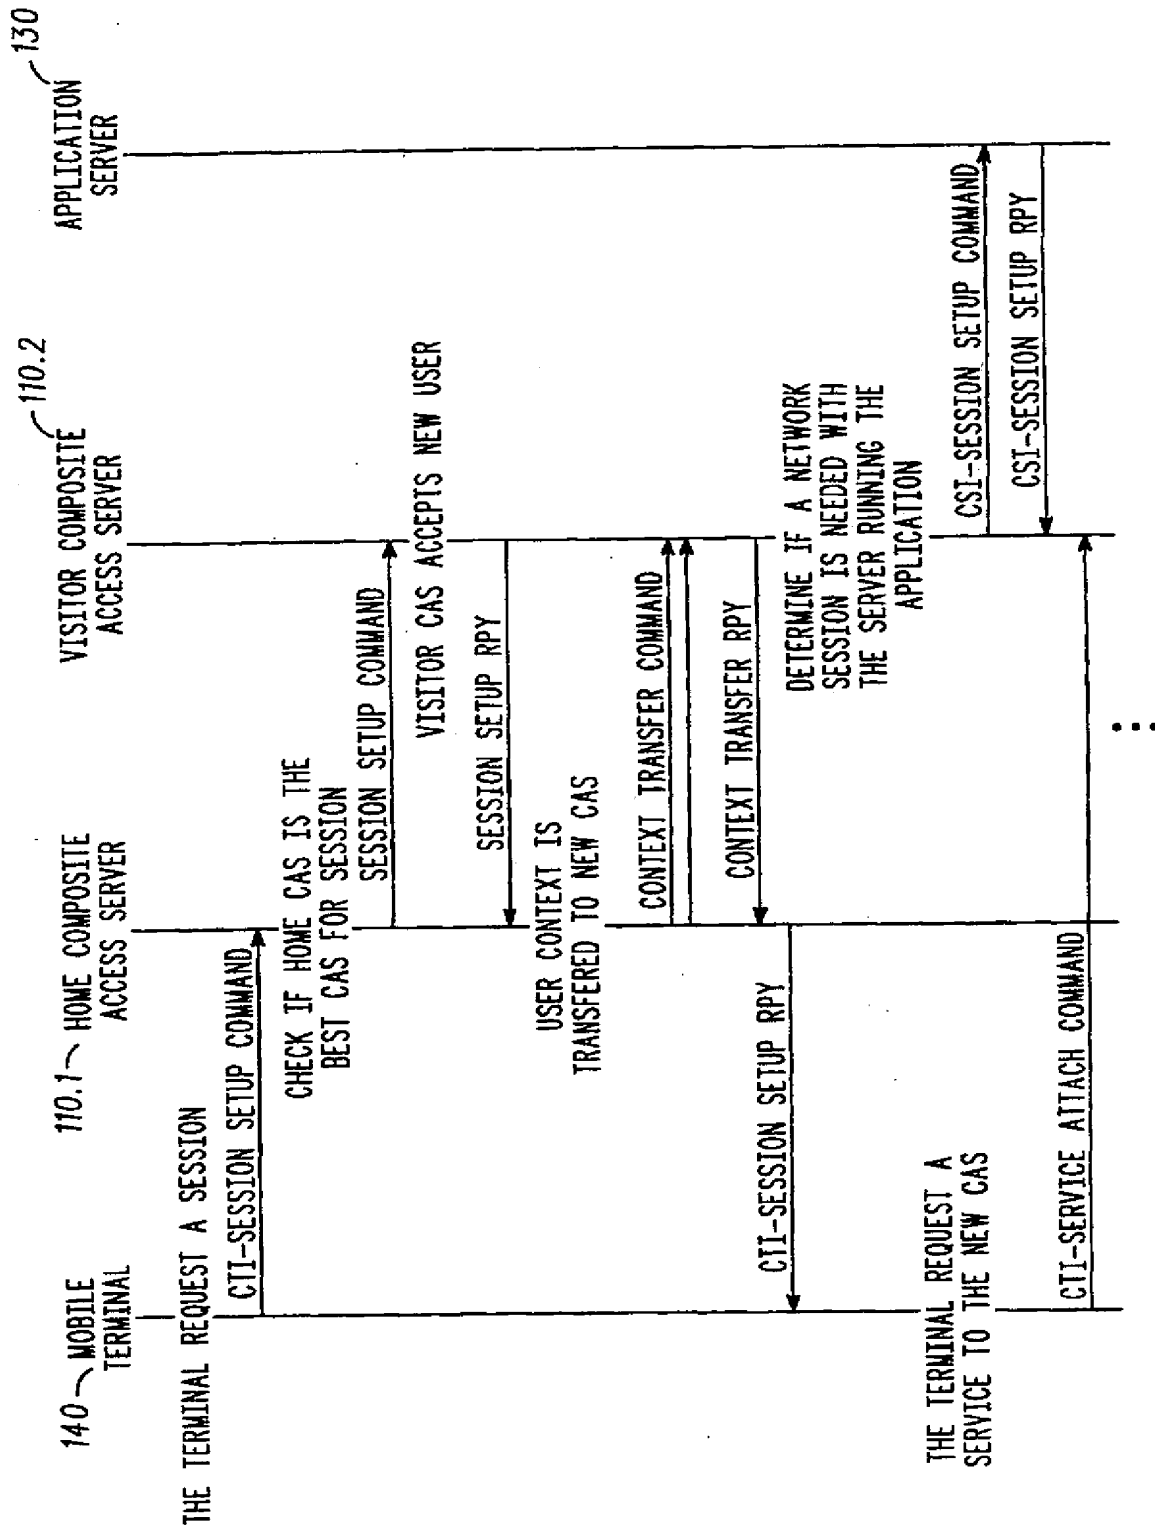 140
MOBILE
TERMINAL
110.1
HOME COMPOSITE
ACCESS SERVER
VISITOR COMPOSITE
ACCESS SERVER
110.2
APPLICATION
SERVER
130
THE TERMINAL REQUEST A SESSION
CTI-SESSION SETUP COMMAND
CHECK IF HOME CAS IS THE
BEST CAS FOR SESSION
SESSION SETUP COMMAND
VISITOR CAS ACCEPTS NEW USER
SESSION SETUP RPY
USER CONTEXT IS
TRANSFERED TO NEW CAS
CONTEXT TRANSFER COMMAND
CONTEXT TRANSFER RPY
CTI-SESSION SETUP RPY
DETERMINE IF A NETWORK
SESSION IS NEEDED WITH
THE SERVER RUNNING THE
APPLICATION
THE TERMINAL REQUEST A
SERVICE TO THE NEW CAS
CSI-SESSION SETUP COMMAND
CSI-SESSION SETUP RPY
CTI-SERVICE ATTACH COMMAND